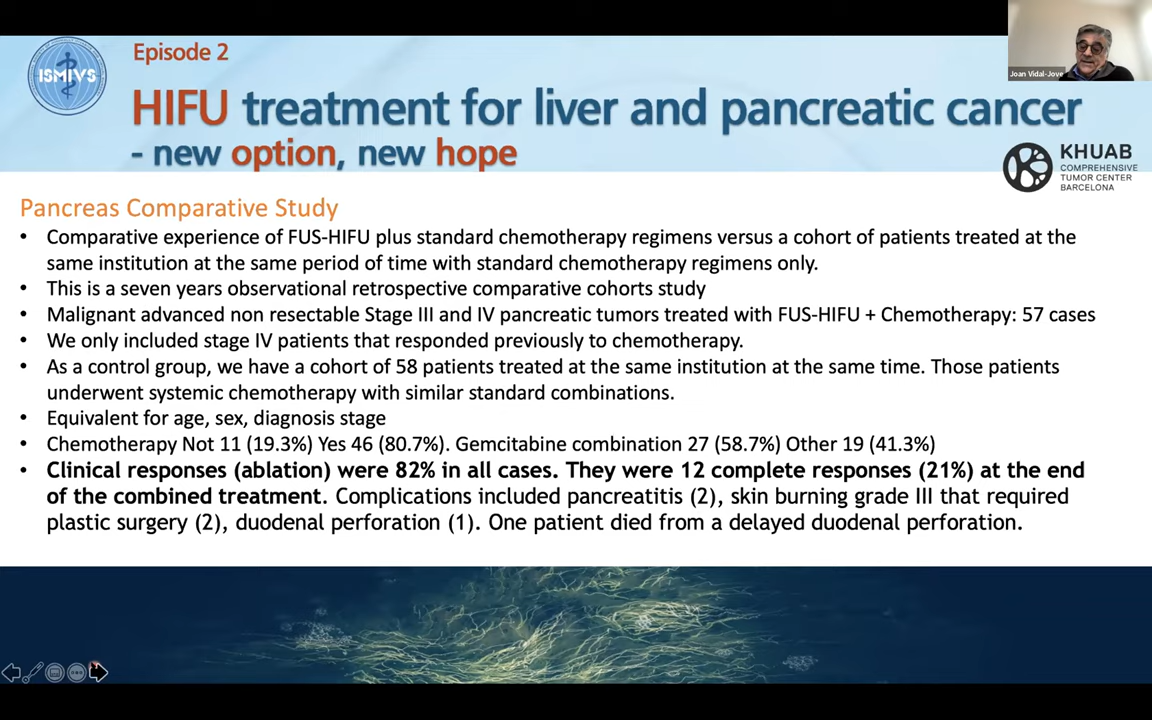 Episode 2
ISMIVS
HIFU treatment for liver and pancreatic cancer
- new option, new hope
Joan Vidal-Jove
KHUAB
COMPREHENSIVE
TUMOR CENTER
BARCELONA
Pancreas Comparative Study
• Comparative experience of FUS-HIFU plus standard chemotherapy regimens versus a cohort of patients treated at the
same institution at the same period of time with standard chemotherapy regimens only.
• This is a seven years observational retrospective comparative cohorts study
• Malignant advanced non resectable Stage III and IV pancreatic tumors treated with FUS-HIFU + Chemotherapy: 57 cases
• We only included stage IV patients that responded previously to chemotherapy.
• As a control group, we have a cohort of 58 patients treated at the same institution at the same time. Those patients
underwent systemic chemotherapy with similar standard combinations.
• Equivalent for age, sex, diagnosis stage
• Chemotherapy Not 11 (19.3%) Yes 46 (80.7%). Gemcitabine combination 27 (58.7%) Other 19 (41.3%)
• Clinical responses (ablation) were 82% in all cases. They were 12 complete responses (21%) at the end
of the combined treatment. Complications included pancreatitis (2), skin burning grade III that required
plastic surgery (2), duodenal perforation (1). One patient died from a delayed duodenal perforation.